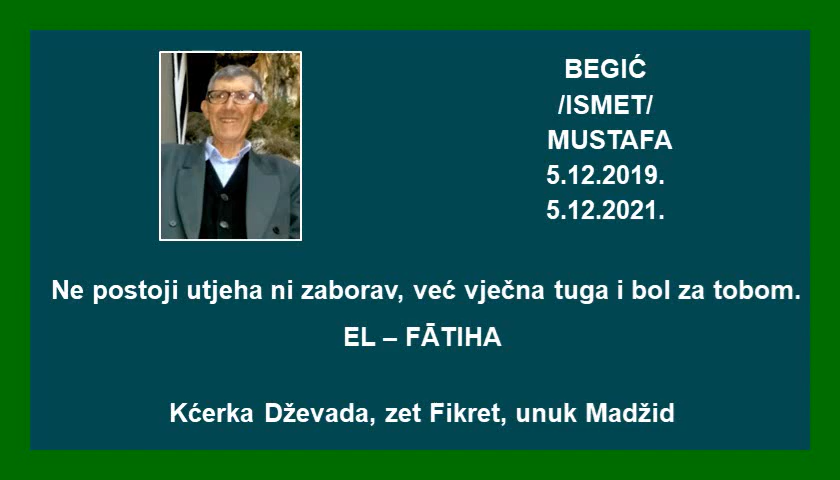 BEGIĆ
/ISMET/
MUSTAFA
5.12.2019.
5.12.2021.
Ne postoji utjeha ni zaborav, već vječna tuga i bol za tobom.
EL – FĀTIHA
Kćerka Dževada, zet Fikret, unuk Madžid